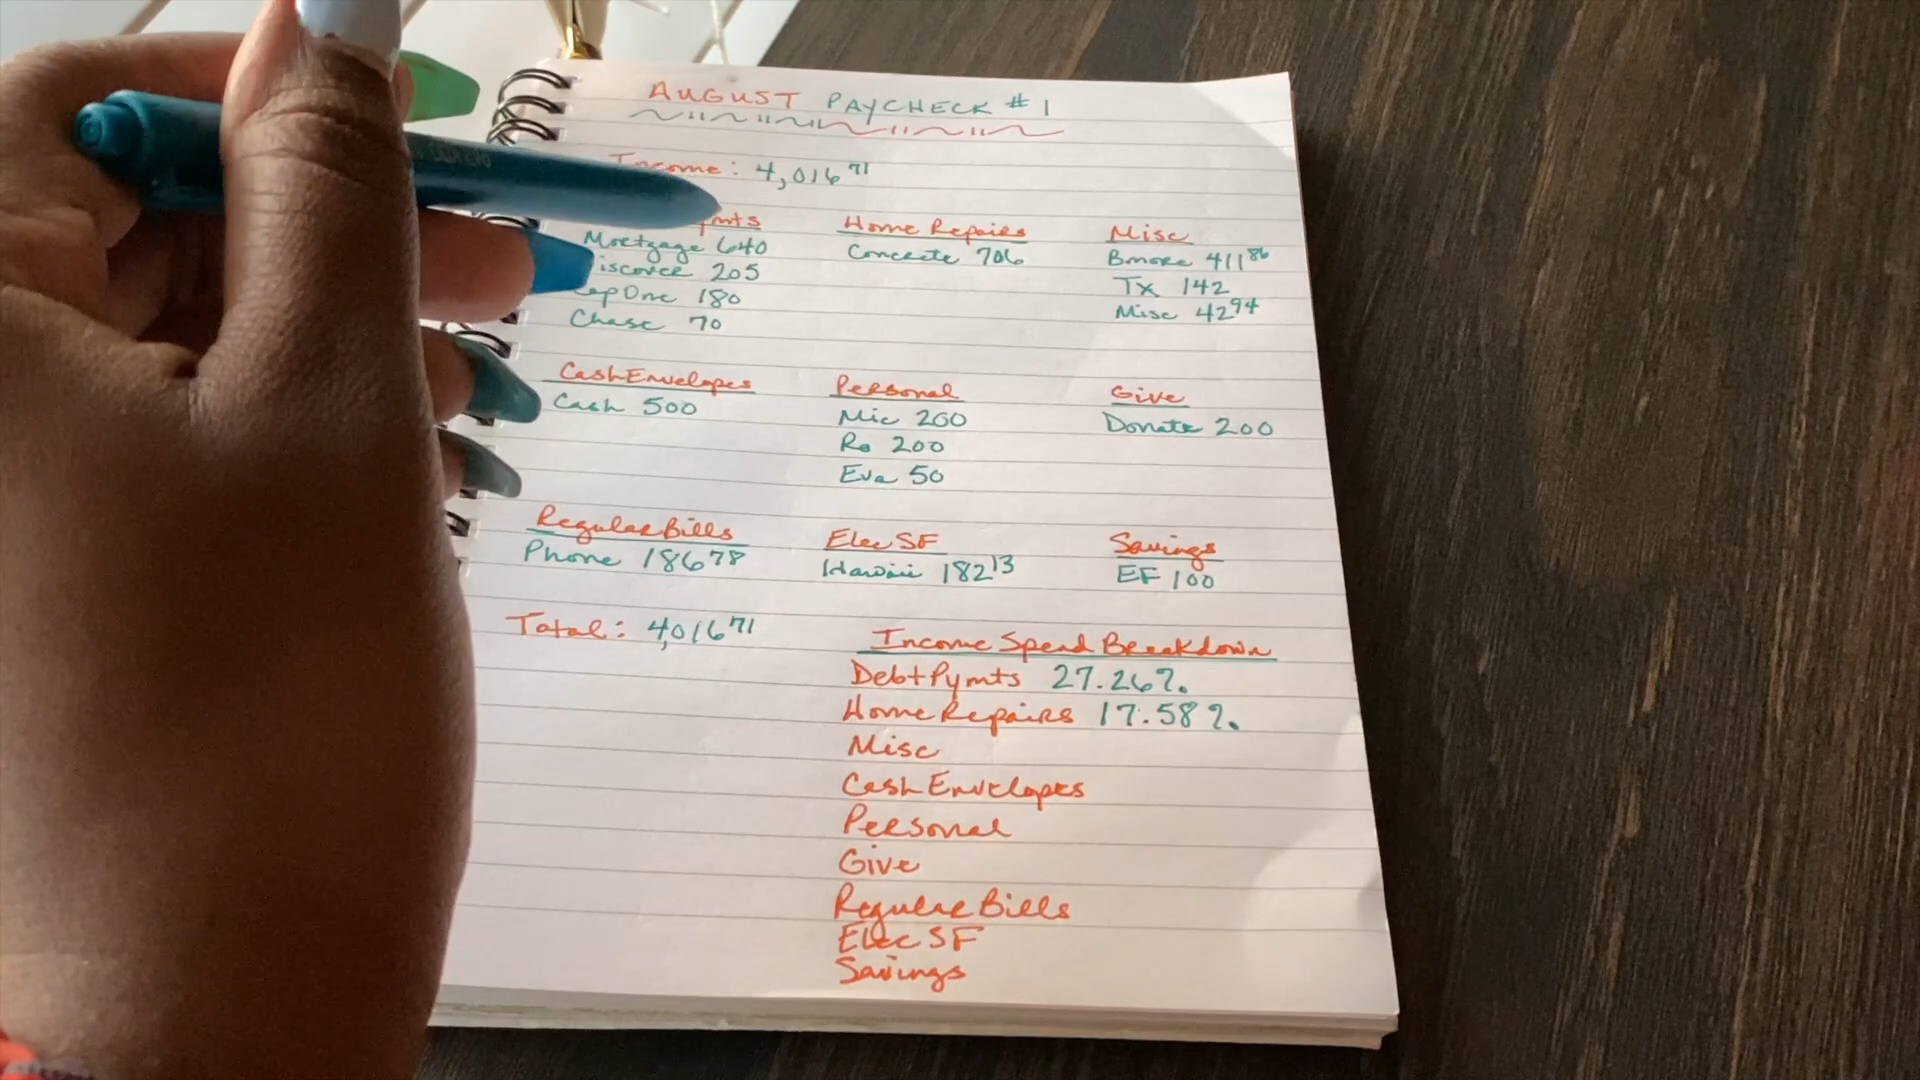 AUGUST PAYCHECK #1
Income: 4,016.71
Mortgage 640
iscover 205
apOne 180
Chase 70
Home Repairs
Concrete 706
Misc
Bmore 411.86
Tx 142
Misc 42.94
Cash Envelopes
Cash 500
Personal
Mic 200
Ro 200
Eva 50
Give
Donate 200
Regular Bills
Phone 186.78
Elec SF
Hawaii 182.13
Savings
EF 100
Total: 4,016.71
Income Spend Breakdown
Debt Pymts 27.26%
Home Repairs 17.58%
Misc
Cash Envelopes
Personal
Give
Regular Bills
Elec SF
Savings